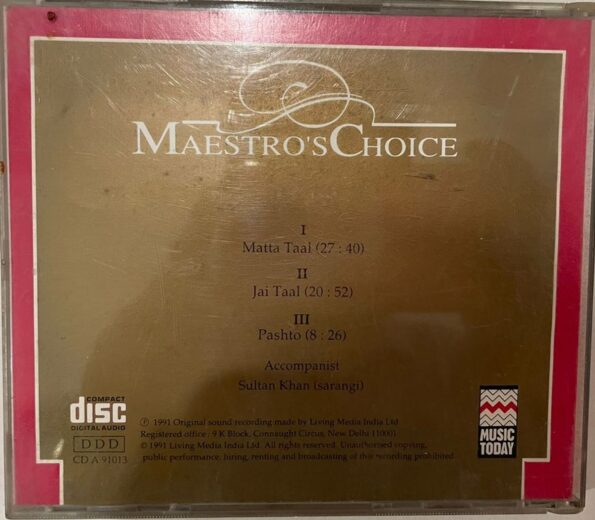 MAESTRO'S CHOICE
I
Matta Taal (27 : 40)
II
Jai Taal (20 : 52)
III
Pashto (8 : 26)
Accompanist
Sultan Khan (sarangi)
COMPACT
disc
DIGITAL AUDIO
DDD
CD A 91013
℗ 1991 Original sound recording made by Living Media India Ltd
Registered office : 9 K Block, Connaught Circus, New Delhi 110001
© 1991 Living Media India Ltd. All rights reserved. Unauthorised copying,
public performance, hiring, renting and broadcasting of this recording prohibited
MUSIC
TODAY